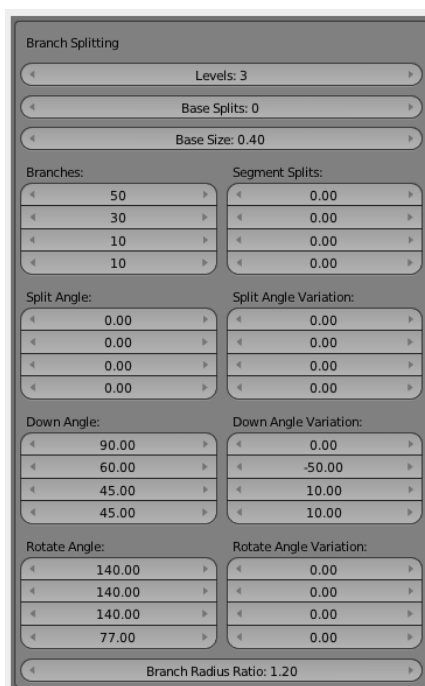 Branch Splitting
Levels: 3
Base Splits: 0
Base Size: 0.40
Branches: Segment Splits:
50 0.00
30 0.00
10 0.00
10 0.00
Split Angle: Split Angle Variation:
0.00 0.00
0.00 0.00
0.00 0.00
0.00 0.00
Down Angle: Down Angle Variation:
90.00 0.00
60.00 -50.00
45.00 10.00
45.00 10.00
Rotate Angle: Rotate Angle Variation:
140.00 0.00
140.00 0.00
140.00 0.00
77.00 0.00
Branch Radius Ratio: 1.20